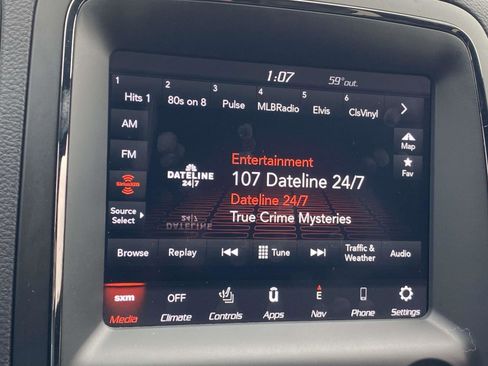 1:07 59°out.
1 2 3 4 5 6
Hits 1 80s on 8 Pulse MLBRadio Elvis ClsVinyl
AM
FM
Map
Fav
SiriusXM
Source
Select
DATELINE
24/7
Entertainment
107 Dateline 24/7
Dateline 24/7
True Crime Mysteries
Browse Replay Tune Traffic & Weather Audio
sxm OFF E
Media Climate Controls Apps Nav Phone Settings